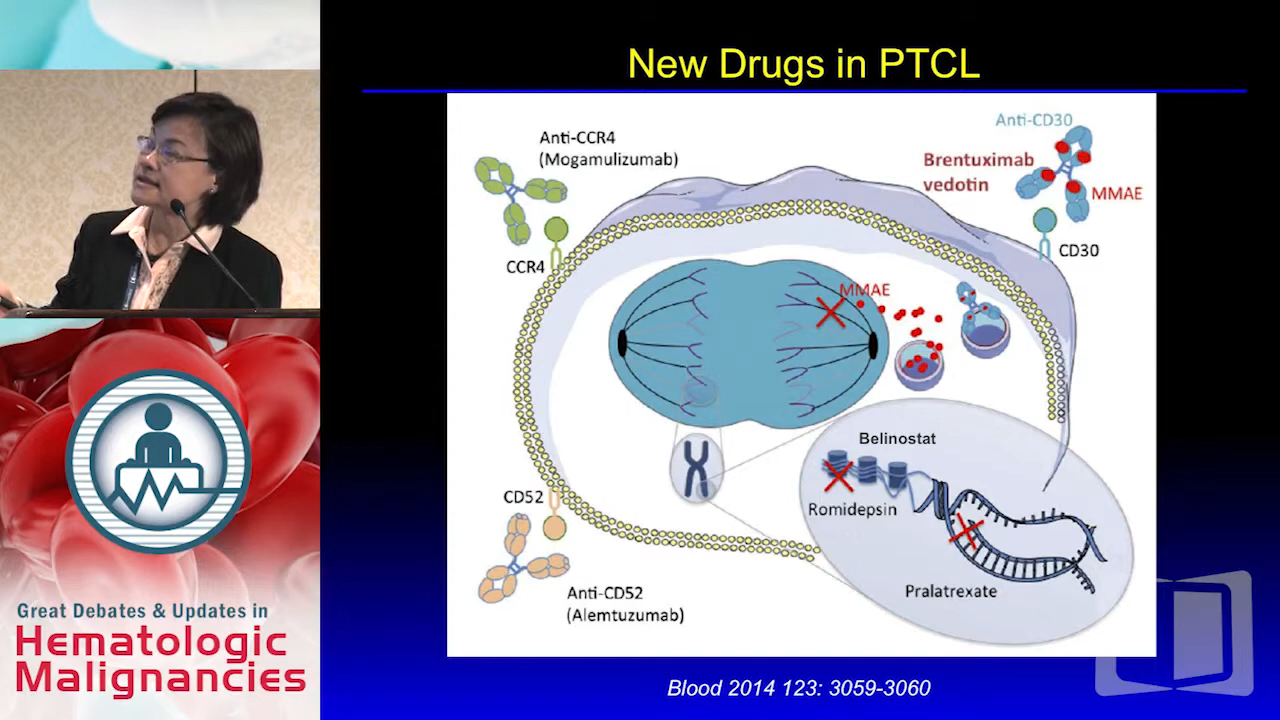 New Drugs in PTCL
Anti-CCR4
(Mogamulizumab)
CCR4
Anti-CD30
Brentuximab
vedotin
MMAE
CD30
MMAE
Belinostat
Romidepsin
Pralatrexate
CD52
Anti-CD52
(Alemtuzumab)
Blood 2014 123: 3059-3060
Great Debates & Updates in
Hematologic
Malignancies